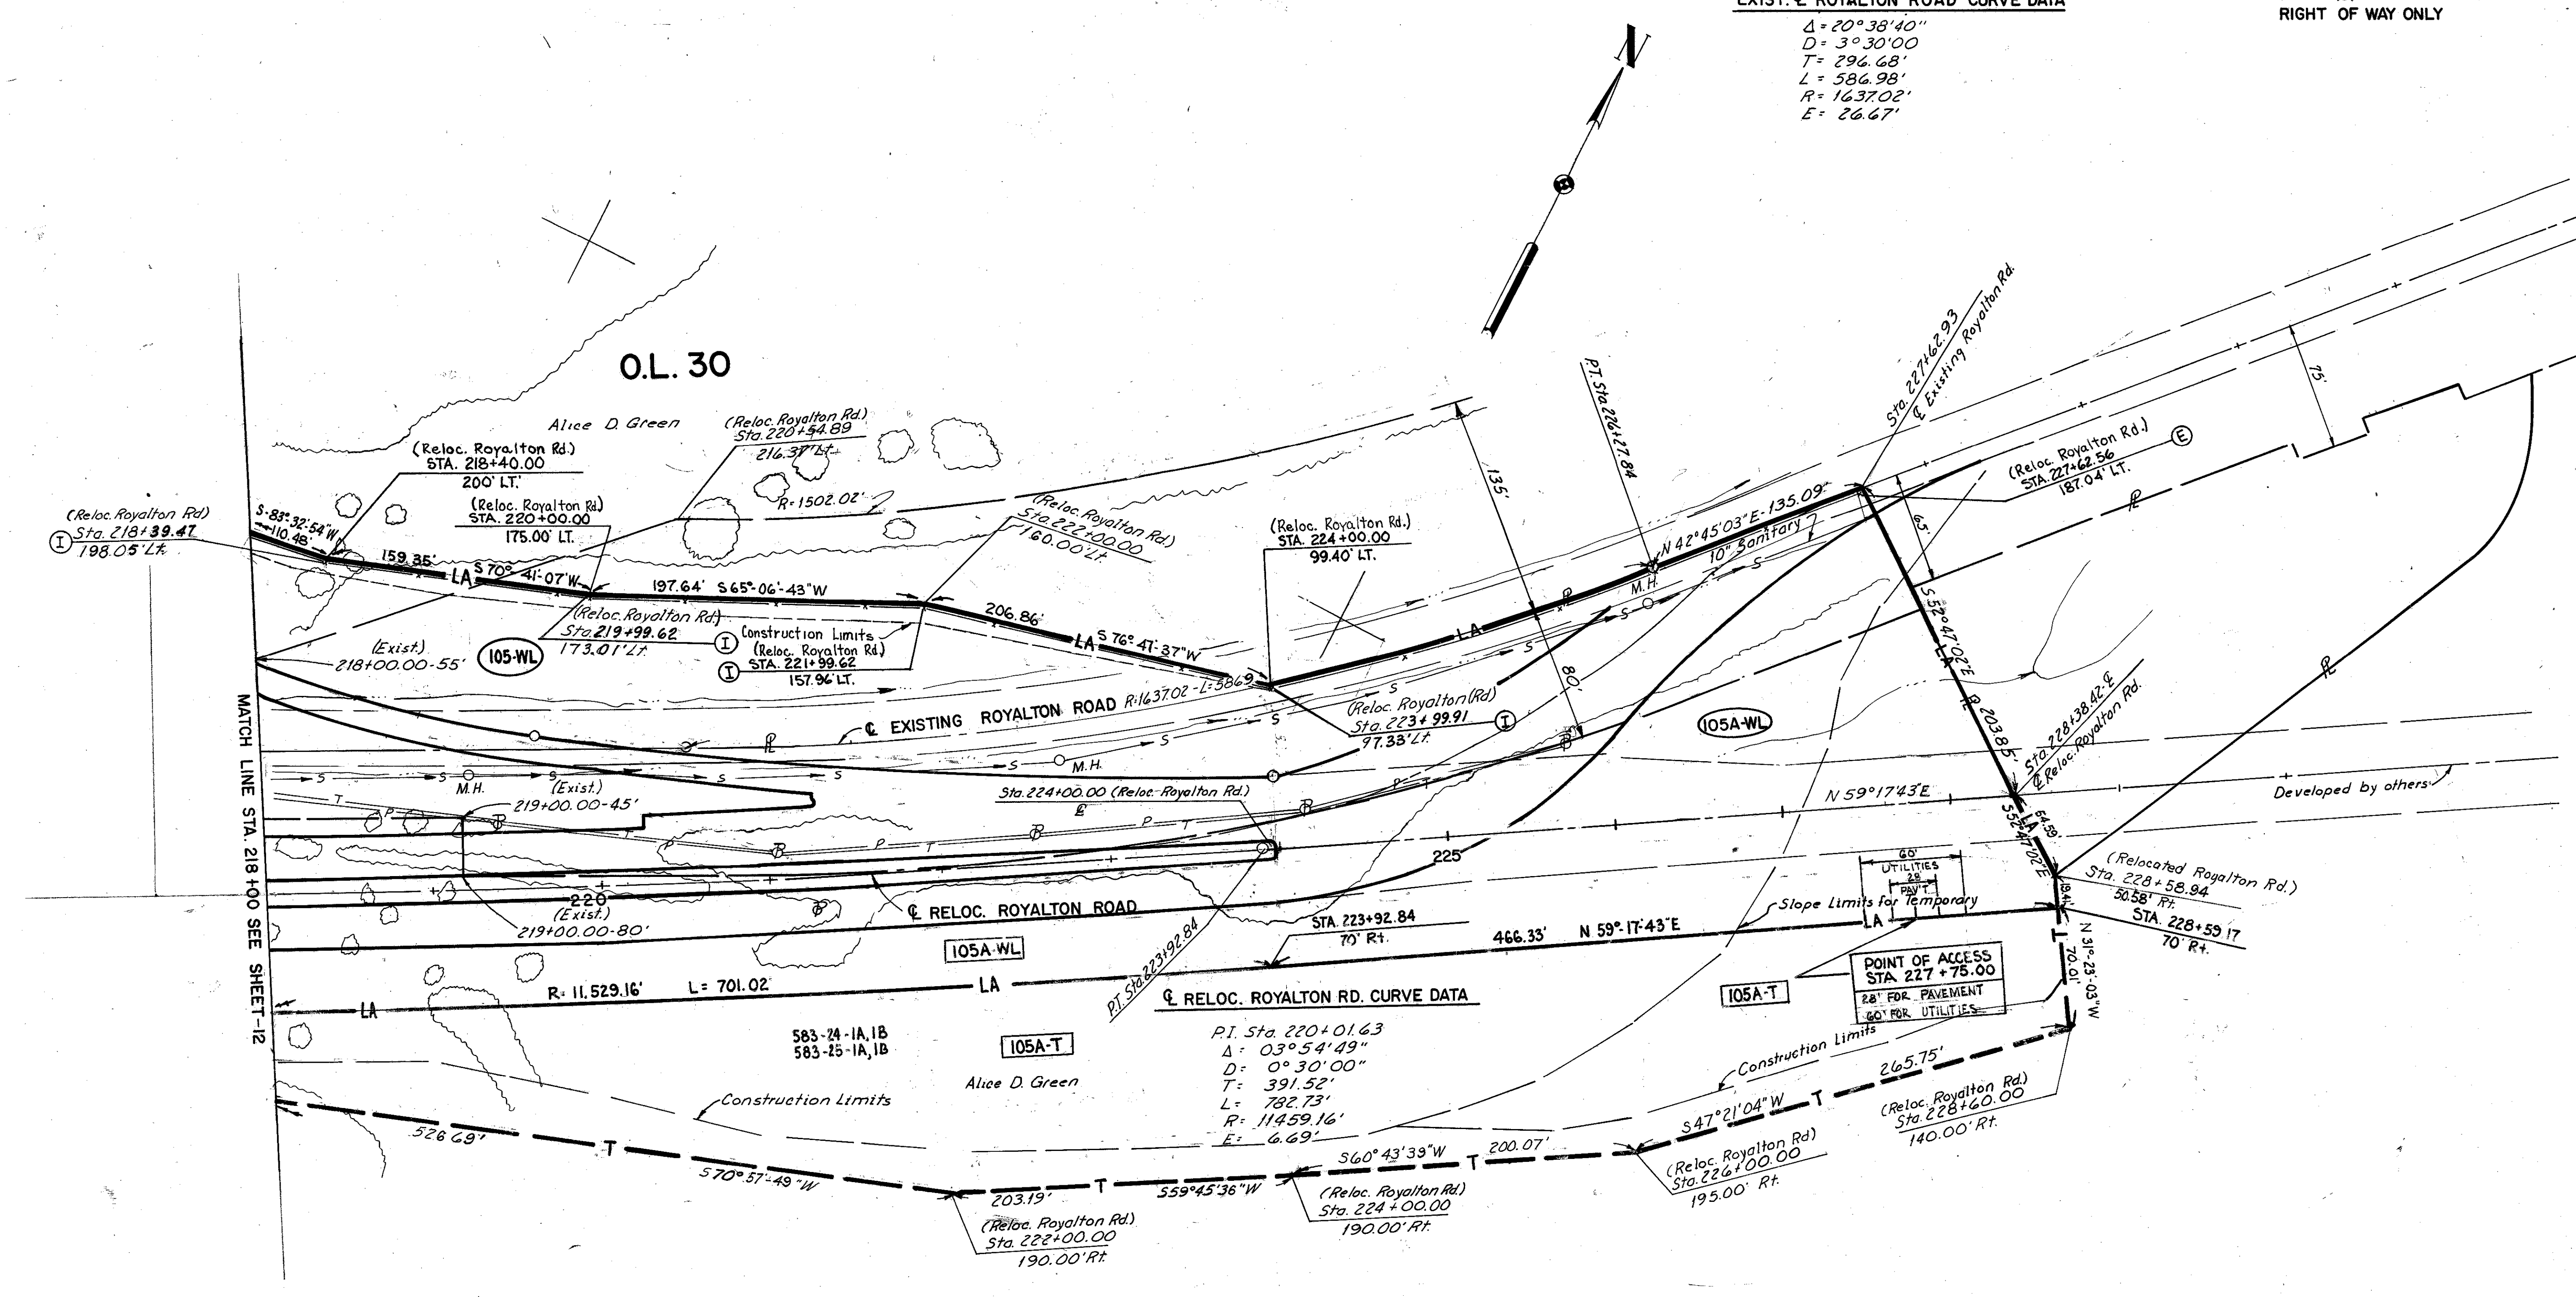 EXIST. ℄ ROYALTON ROAD CURVE DATA
Δ = 20°38'40"
D = 3°30'00
T = 296.68'
L = 586.98'
R = 1637.02'
E = 26.67'
RIGHT OF WAY ONLY
N
O.L. 30
Alice D. Green
(Reloc. Royalton Rd.)
Sta. 220+54.89
216.37' Lt.
(Reloc. Royalton Rd.)
STA. 218+40.00
200' LT.
(Reloc. Royalton Rd.)
STA. 220+00.00
175.00' LT.
(Reloc. Royalton Rd)
I Sta. 218+39.47
198.05' Lt.
S-83°-32'-54"W
110.48'
159.35'
LA
S 70°-41'-07"W
197.64' S65°-06'-43"W
R=1502.02'
(Reloc. Royalton Rd.)
Sta. 222+00.00
160.00' Lt.
(Reloc. Royalton Rd.)
STA. 224+00.00
99.40' LT.
135'
P.T. Sta. 226+27.84
N 42°45'03"E-135.09'
10" Sanitary
M.H.
Sta. 227+62.93
℄ Existing Royalton Rd.
(Reloc. Royalton Rd.)
STA. 227+62.56
187.04' LT.
E
75'
65'
(Exist.)
218+00.00-55'
105-WL
(Reloc. Royalton Rd.)
Sta. 219+99.62
173.01' Lt.
I
Construction Limits
(Reloc. Royalton Rd.)
I STA. 221+99.62
157.96' LT.
206.86'
LA
S 76°-47'-37"W
LA
S 52°47'02"E
LA
203.85'
MATCH LINE STA. 218+00 SEE SHEET-12
℄ EXISTING ROYALTON ROAD R=1637.02-L=586.9
(Reloc. Royalton Rd)
Sta. 223+99.91
97.33' Lt.
I
80'
105A-WL
Sta. 228+38.42 ℄
℄ Reloc. Royalton Rd.
M.H.
M.H.
(Exist.)
219+00.00-45'
Sta. 224+00.00 (Reloc. Royalton Rd.)
E
N 59°17'43"E
Developed by others
64.59'
LA
S 52°47'02"E
220
(Exist.)
219+00.00-80'
℄ RELOC. ROYALTON ROAD
225
60'
UTILITIES
28
PAV'T.
(Relocated Royalton Rd.)
Sta. 228+58.94
50.58' Rt.
19.41'
STA. 228+59.17
70' Rt.
STA. 223+92.84
70' Rt.
P.T. Sta. 223+92.84
105A-WL
466.33' N 59°-17'-43"E
Slope Limits for Temporary
LA
R= 11,529.16' L= 701.02'
LA
LA
POINT OF ACCESS
STA. 227+75.00
28' FOR PAVEMENT
60' FOR UTILITIES
105A-T
T
70.01'
N 31°-23'-03"W
℄ RELOC. ROYALTON RD. CURVE DATA
P.I. Sta. 220+01.63
Δ= 03°54'49"
D= 0°30'00"
T= 391.52'
L= 782.73'
R= 11459.16'
E= 6.69'
583-24-1A,1B
583-25-1A,1B
105A-T
Alice D. Green
Construction Limits
Construction Limits
526.69'
T
S 70°57'-49"W
203.19'
T
S59°45'36"W
S60°43'39"W
T
200.07'
S47°21'04"W
T
265.75'
(Reloc. Royalton Rd.)
Sta. 222+00.00
190.00' Rt.
(Reloc. Royalton Rd.)
Sta. 224+00.00
190.00' Rt.
(Reloc. Royalton Rd)
Sta. 226+00.00
195.00' Rt.
(Reloc. Royalton Rd.)
Sta. 228+60.00
140.00' Rt.